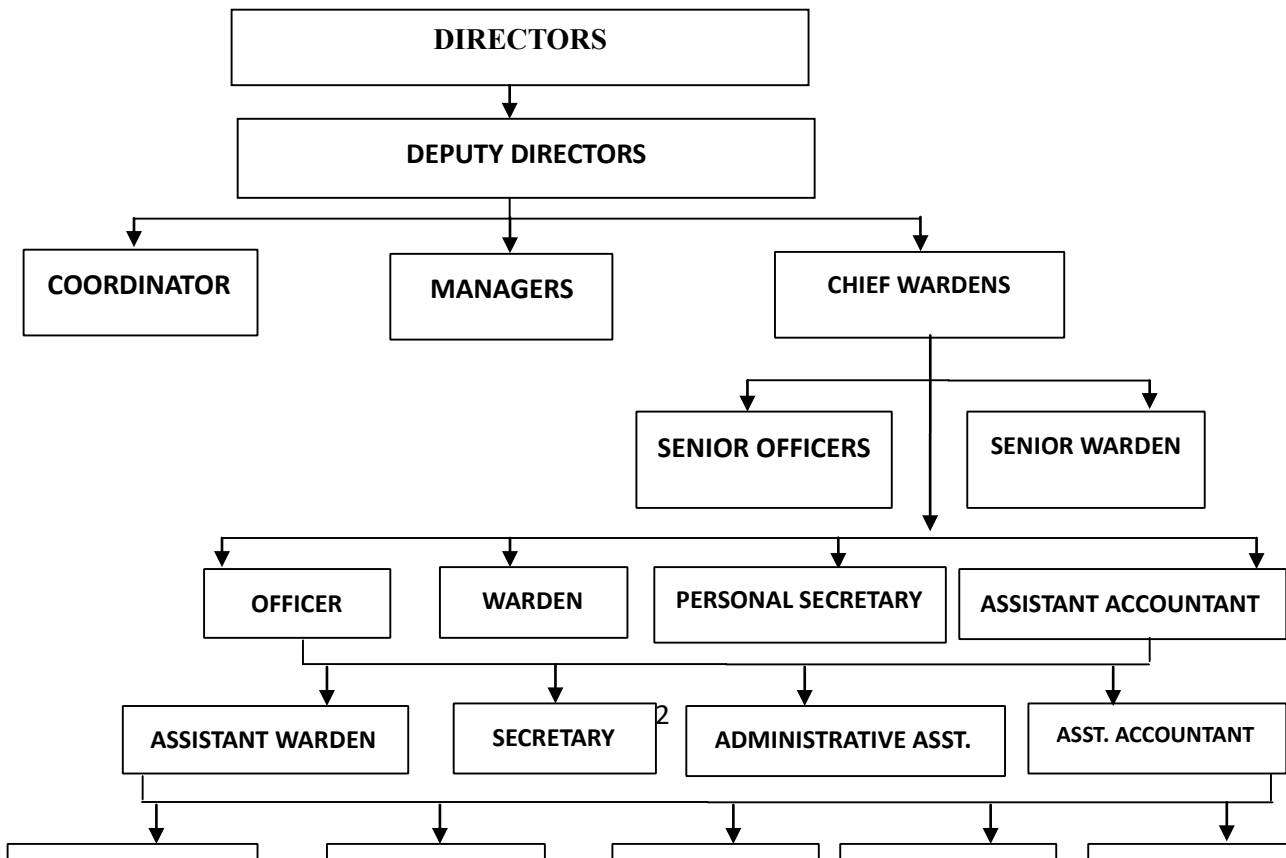 DIRECTORS
DEPUTY DIRECTORS
COORDINATOR
MANAGERS
CHIEF WARDENS
SENIOR OFFICERS
SENIOR WARDEN
OFFICER
WARDEN
PERSONAL SECRETARY
ASSISTANT ACCOUNTANT
2
ASSISTANT WARDEN
SECRETARY
ADMINISTRATIVE ASST.
ASST. ACCOUNTANT